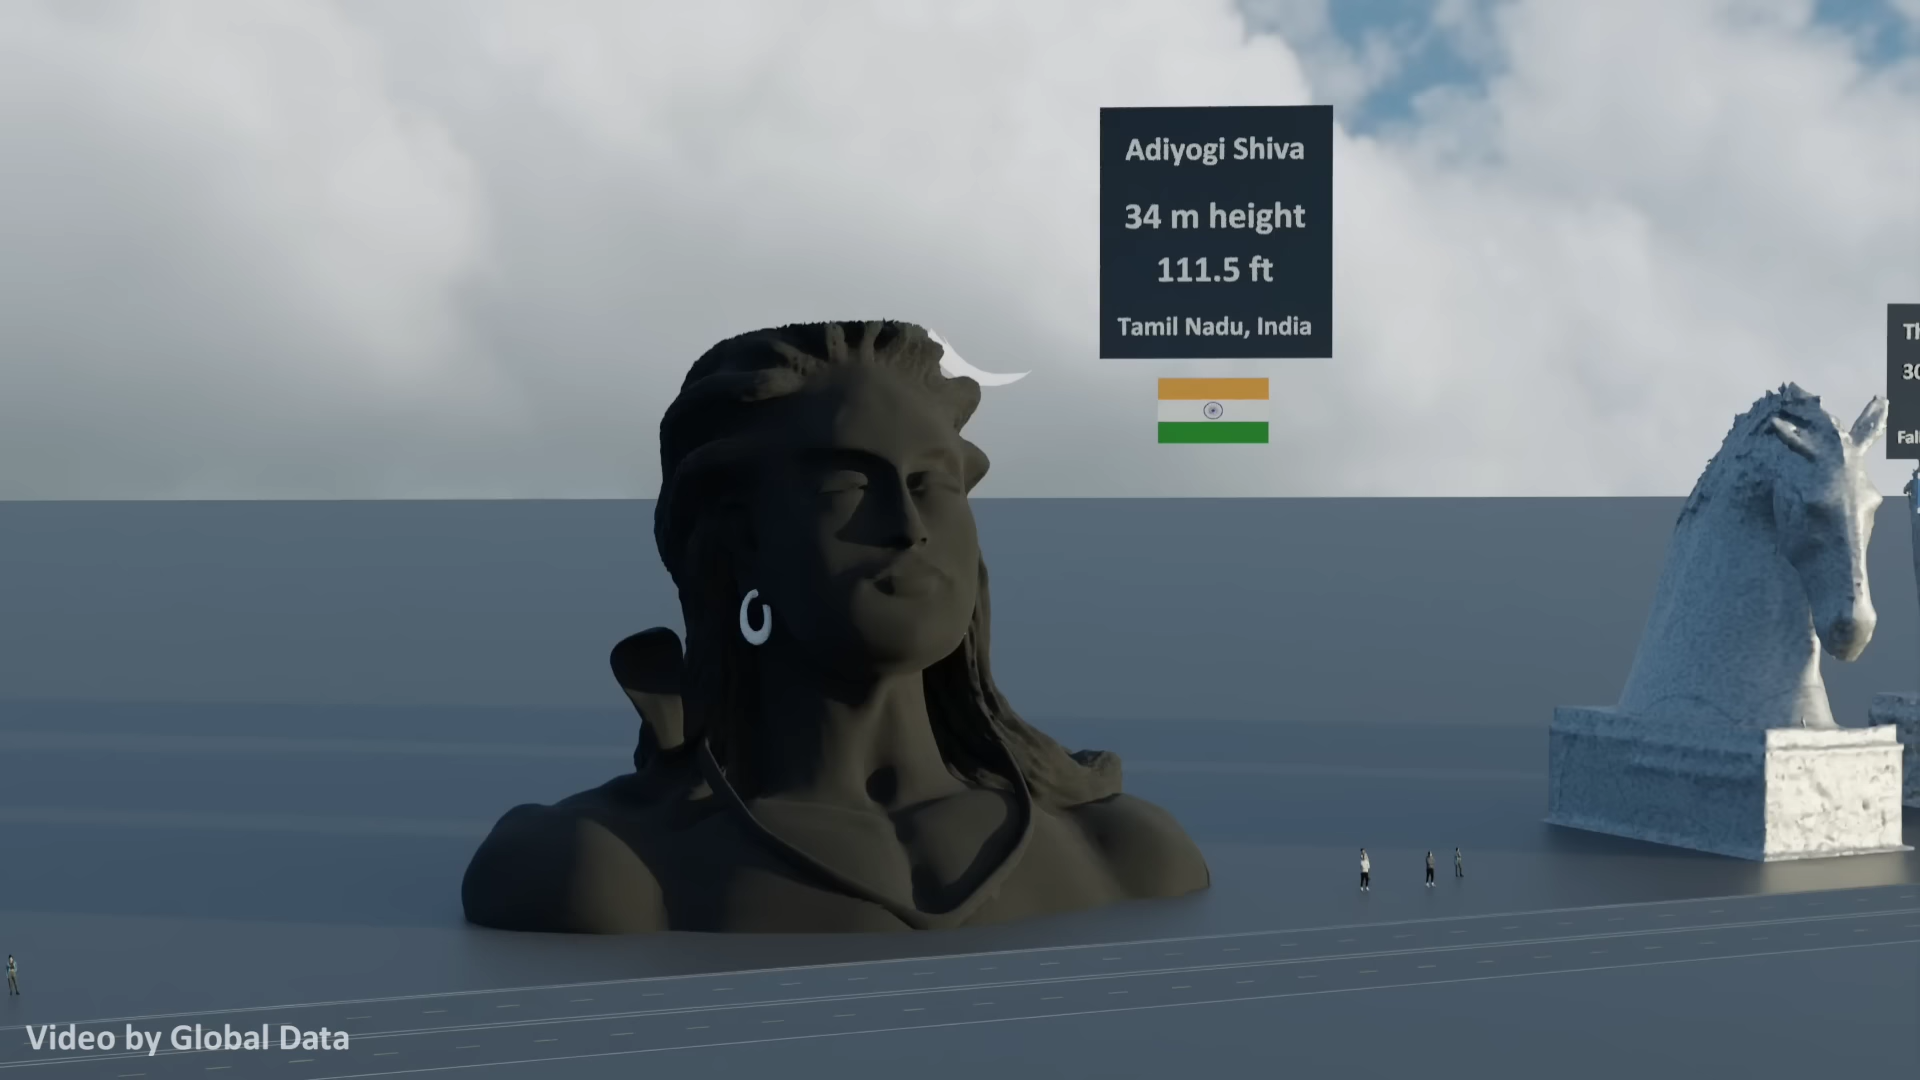 Adiyogi Shiva
34 m height
111.5 ft
Tamil Nadu, India
Video by Global Data